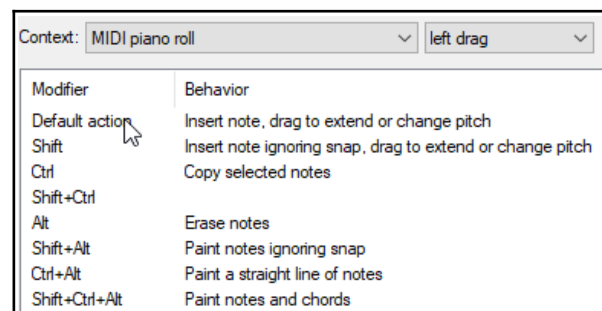 Context: MIDI piano roll left drag
Modifier Behavior
Default action Insert note, drag to extend or change pitch
Shift Insert note ignoring snap, drag to extend or change pitch
Ctrl Copy selected notes
Shift+Ctrl
Alt Erase notes
Shift+Alt Paint notes ignoring snap
Ctrl+Alt Paint a straight line of notes
Shift+Ctrl+Alt Paint notes and chords